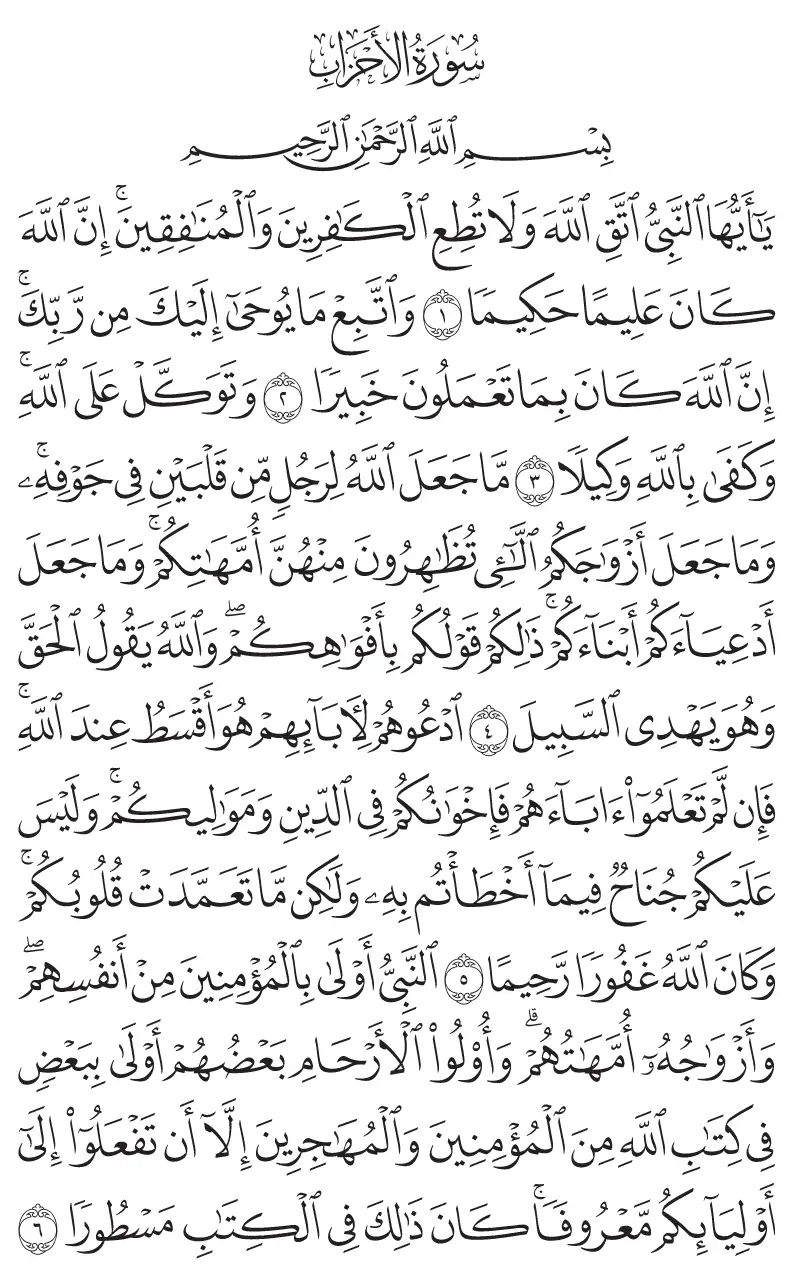 سُورَةُ الأَحْزَابِ
بِسْمِ ٱللَّهِ ٱلرَّحْمَٰنِ ٱلرَّحِيمِ
يَٰٓأَيُّهَا ٱلنَّبِىُّ ٱتَّقِ ٱللَّهَ وَلَا تُطِعِ ٱلْكَٰفِرِينَ وَٱلْمُنَٰفِقِينَۚ إِنَّ ٱللَّهَ
كَانَ عَلِيمًا حَكِيمًا ۝١ وَٱتَّبِعْ مَا يُوحَىٰٓ إِلَيْكَ مِن رَّبِّكَۚ
إِنَّ ٱللَّهَ كَانَ بِمَا تَعْمَلُونَ خَبِيرًا ۝٢ وَتَوَكَّلْ عَلَى ٱللَّهِۚ
وَكَفَىٰ بِٱللَّهِ وَكِيلًا ۝٣ مَّا جَعَلَ ٱللَّهُ لِرَجُلٍ مِّن قَلْبَيْنِ فِى جَوْفِهِۦۚ
وَمَا جَعَلَ أَزْوَٰجَكُمُ ٱلَّٰٓـِٔى تُظَٰهِرُونَ مِنْهُنَّ أُمَّهَٰتِكُمْۚ وَمَا جَعَلَ
أَدْعِيَآءَكُمْ أَبْنَآءَكُمْۚ ذَٰلِكُمْ قَوْلُكُم بِأَفْوَٰهِكُمْۖ وَٱللَّهُ يَقُولُ ٱلْحَقَّ
وَهُوَ يَهْدِى ٱلسَّبِيلَ ۝٤ ٱدْعُوهُمْ لِأٓبَآئِهِمْ هُوَ أَقْسَطُ عِندَ ٱللَّهِۚ
فَإِن لَّمْ تَعْلَمُوٓا۟ ءَابَآءَهُمْ فَإِخْوَٰنُكُمْ فِى ٱلدِّينِ وَمَوَٰلِيكُمْۚ وَلَيْسَ
عَلَيْكُمْ جُنَاحٌ فِيمَآ أَخْطَأْتُم بِهِۦ وَلَٰكِن مَّا تَعَمَّدَتْ قُلُوبُكُمْۚ
وَكَانَ ٱللَّهُ غَفُورًا رَّحِيمًا ۝٥ ٱلنَّبِىُّ أَوْلَىٰ بِٱلْمُؤْمِنِينَ مِنْ أَنفُسِهِمْۖ
وَأَزْوَٰجُهُۥٓ أُمَّهَٰتُهُمْۗ وَأُو۟لُوا۟ ٱلْأَرْحَامِ بَعْضُهُمْ أَوْلَىٰ بِبَعْضٍ
فِى كِتَٰبِ ٱللَّهِ مِنَ ٱلْمُؤْمِنِينَ وَٱلْمُهَٰجِرِينَ إِلَّآ أَن تَفْعَلُوٓا۟ إِلَىٰٓ
أَوْلِيَآئِكُم مَّعْرُوفًاۚ كَانَ ذَٰلِكَ فِى ٱلْكِتَٰبِ مَسْطُورًا ۝٦